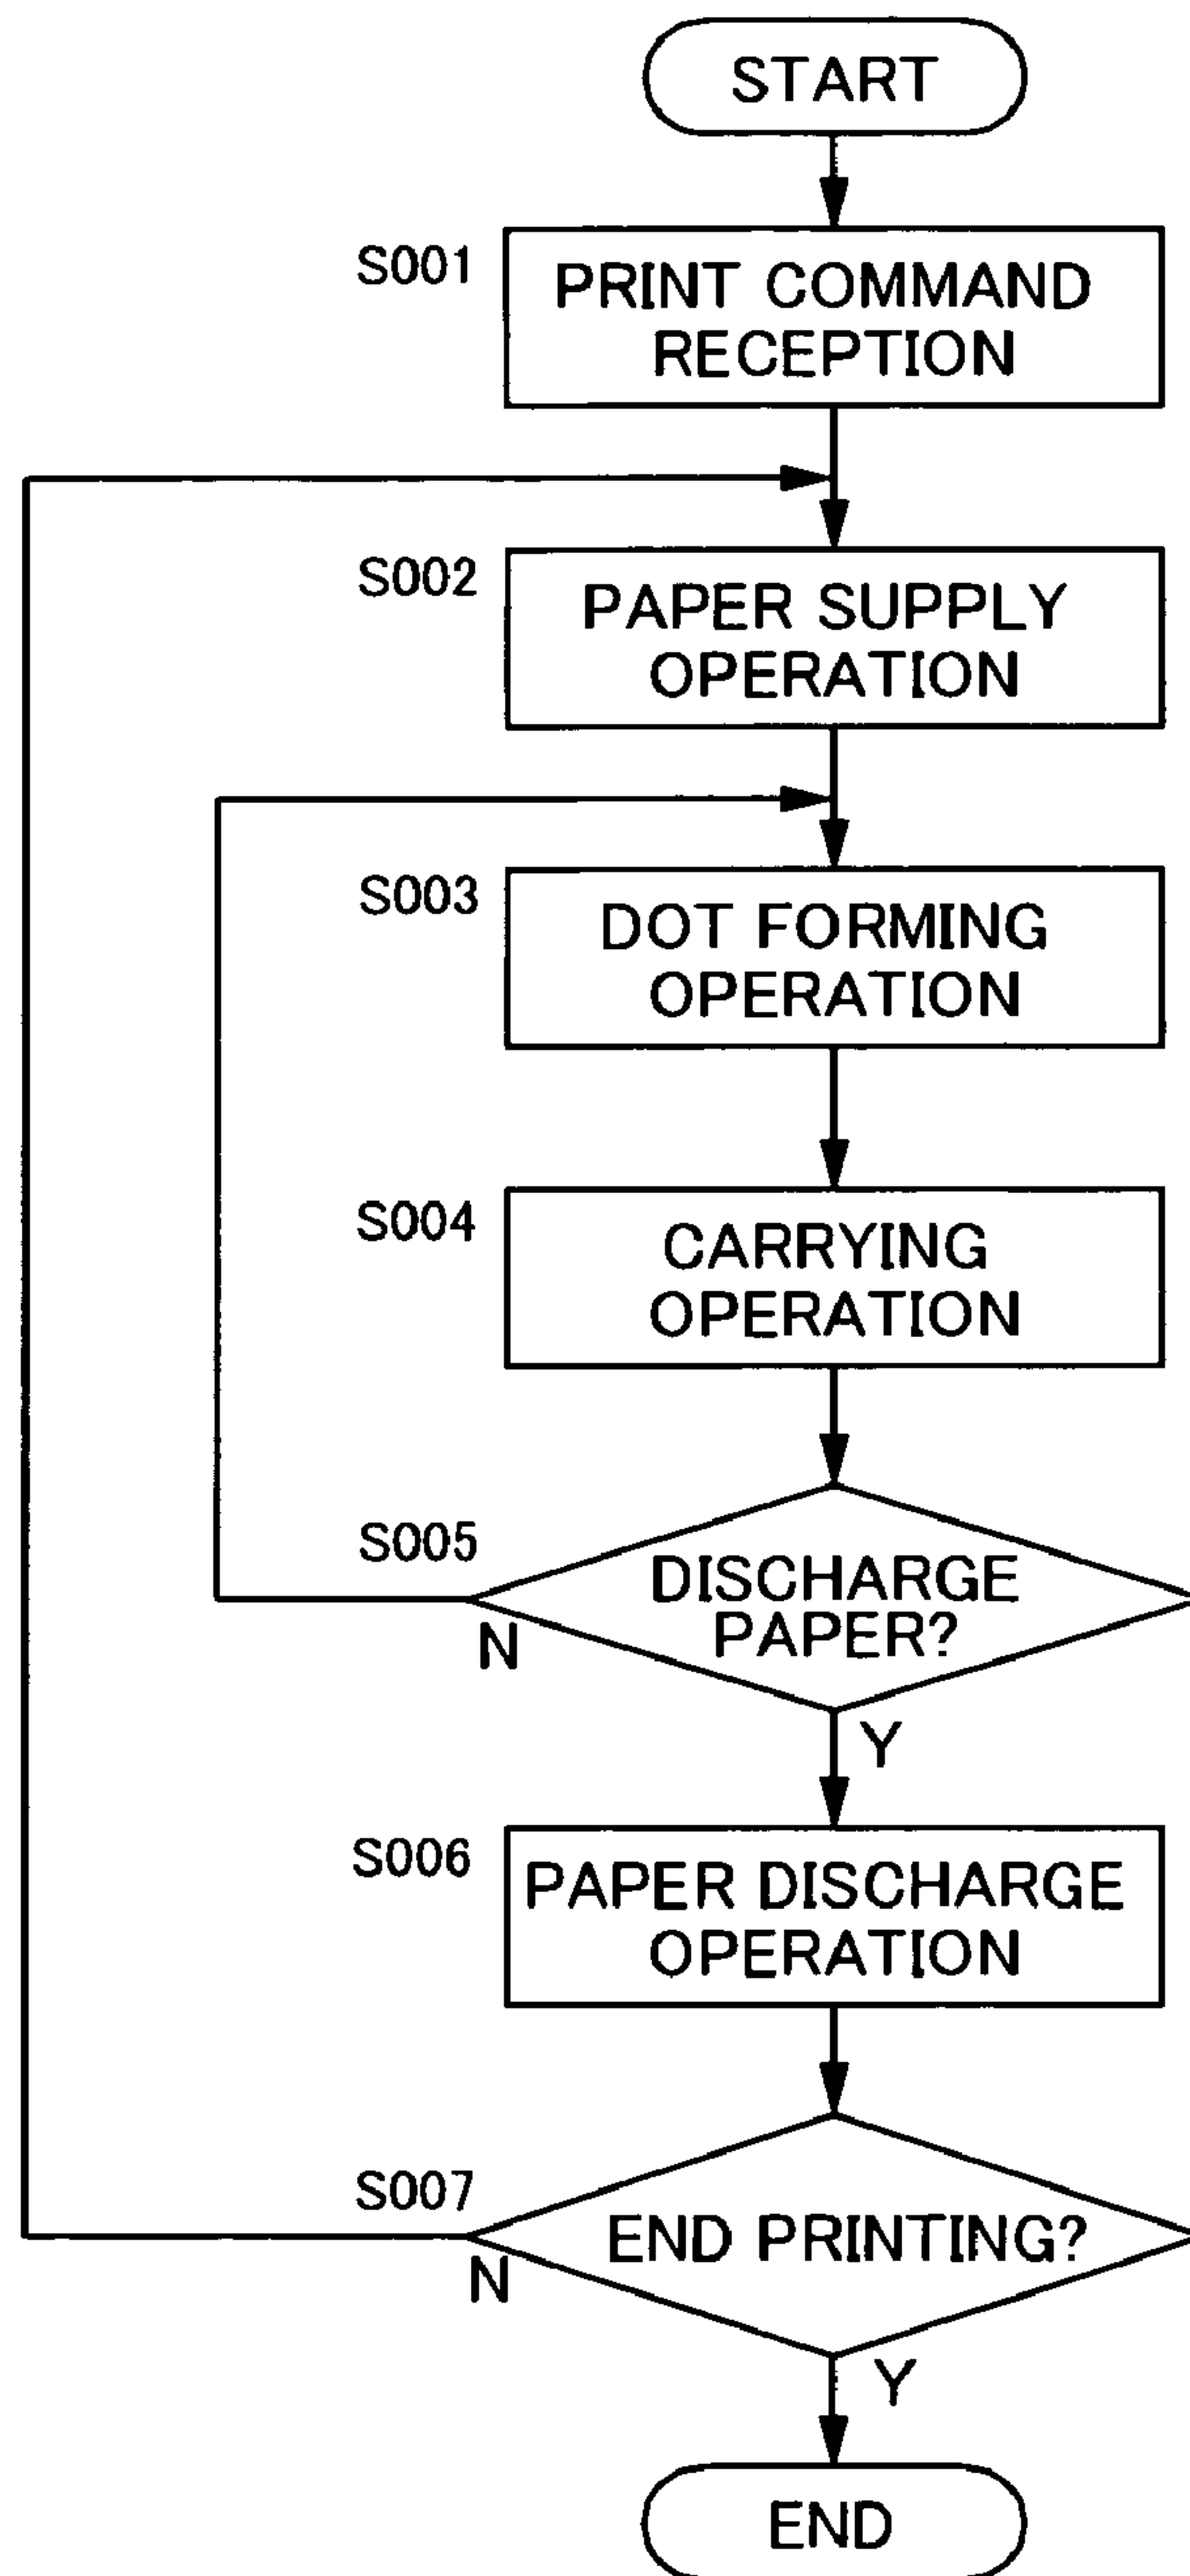 START
S001
PRINT COMMAND
RECEPTION
S002
PAPER SUPPLY
OPERATION
S003
DOT FORMING
OPERATION
S004
CARRYING
OPERATION
S005
DISCHARGE
PAPER?
N
Y
S006
PAPER DISCHARGE
OPERATION
S007
END PRINTING?
N
Y
END